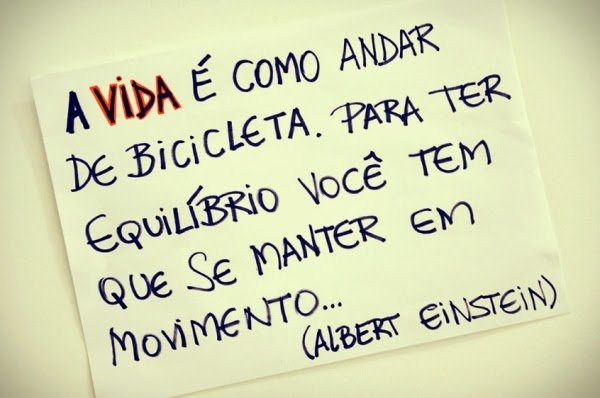 A VIDA É COMO ANDAR
DE BICICLETA. PARA TER
EQUILÍBRIO VOCÊ TEM
QUE SE MANTER EM
MOVIMENTO...
(ALBERT EINSTEIN)